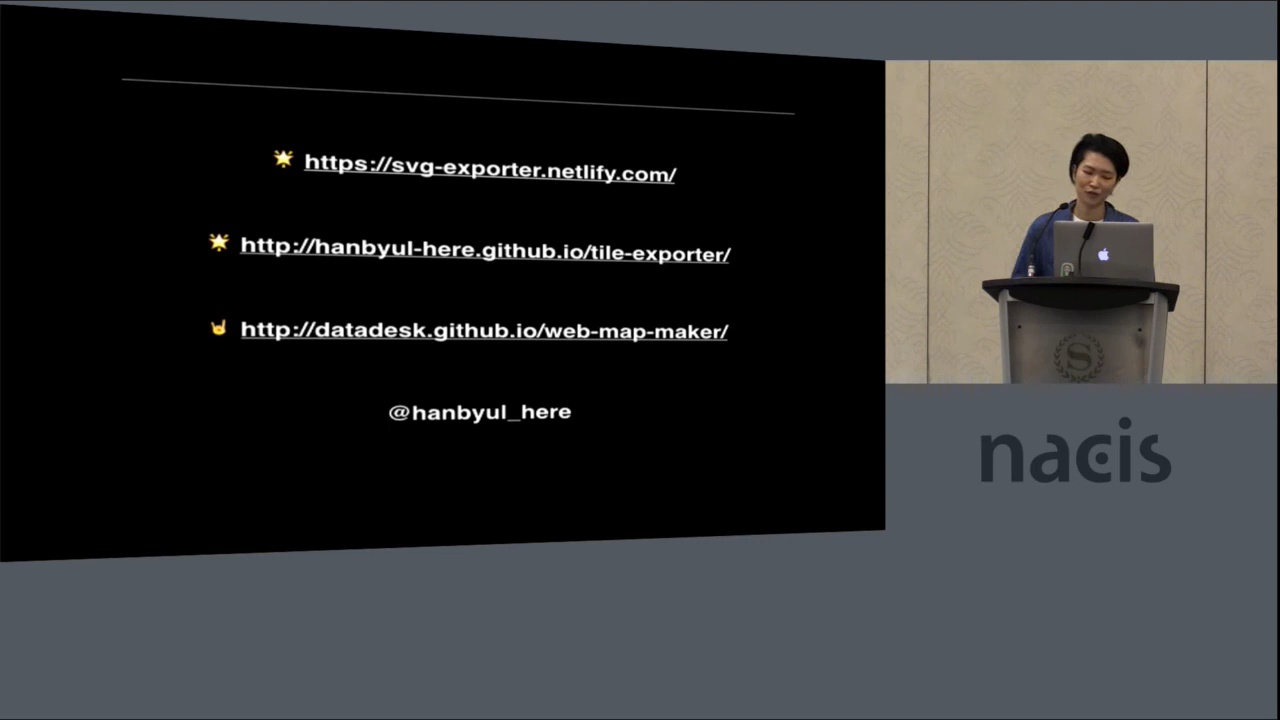 https://svg-exporter.netlify.com/
http://hanbyul-here.github.io/tile-exporter/
http://datadesk.github.io/web-map-maker/
@hanbyul_here
S
nacis